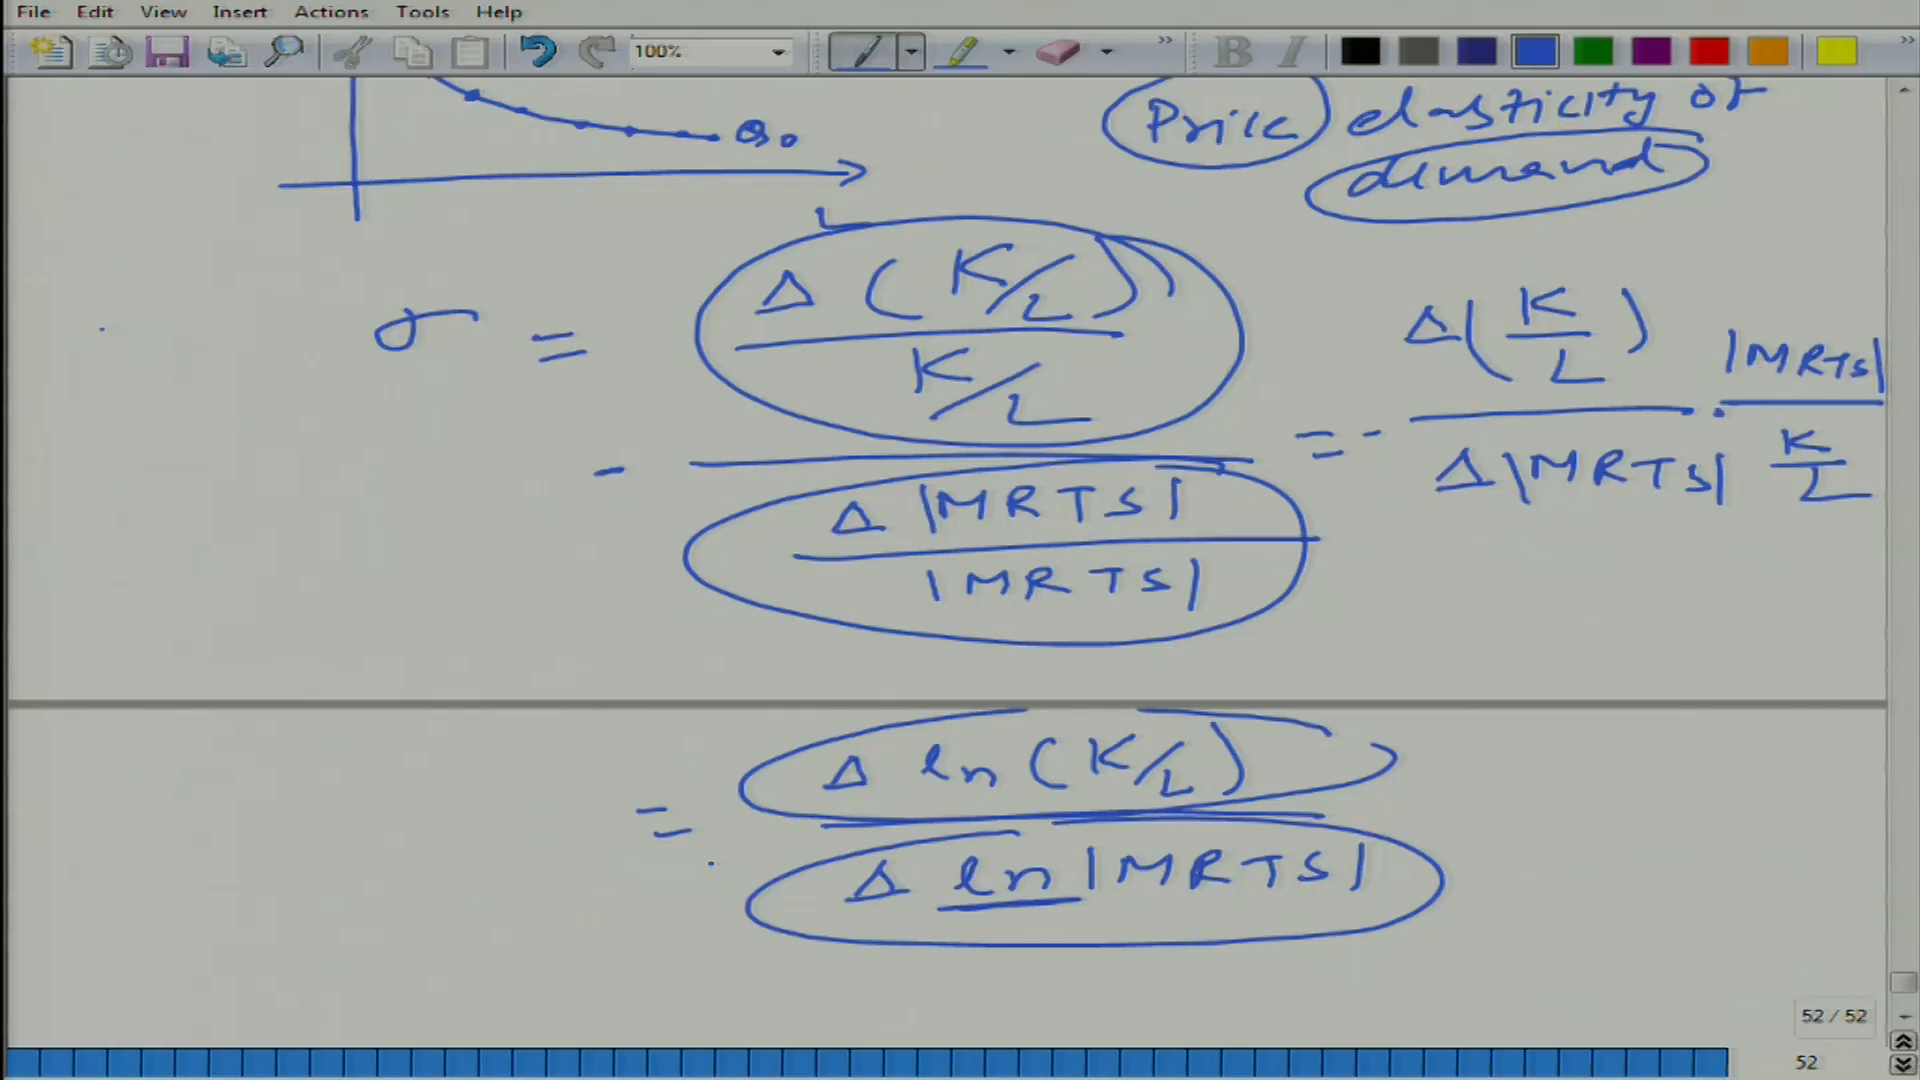 File Edit View Insert Actions Tools Help
100%
B I
Q0
Price elasticity of
demand
L
σ = - (Δ(K/L) / (K/L)) / (Δ|MRTS| / |MRTS|) = - Δ(K/L) / Δ|MRTS| · |MRTS| / (K/L)
= Δ ln(K/L) / Δ ln|MRTS|
52 / 52
52